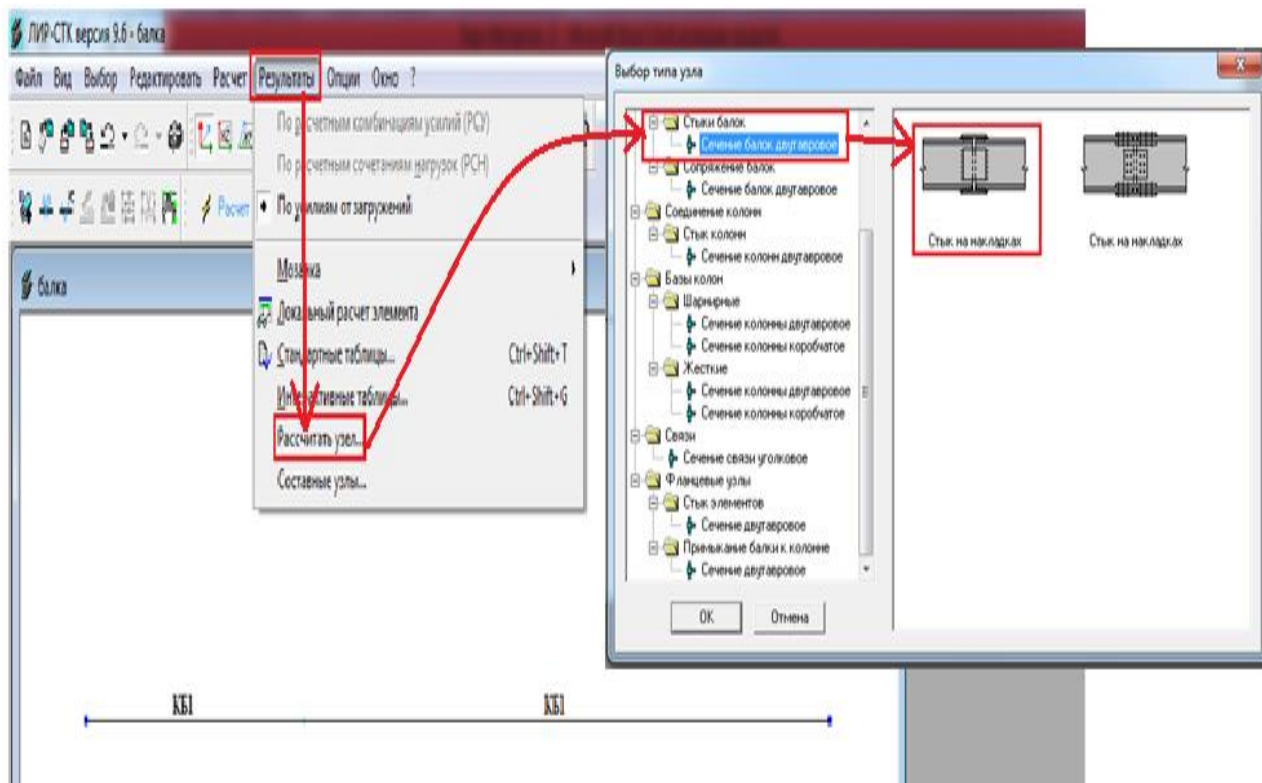 ЛИР-СТК версия 9.6 - балка
Файл Вид Выбор Редактировать Расчет Результаты Опции Окно ?
По расчетным комбинациям усилий (РСУ)
По расчетным сочетаниям нагрузок (РСН)
По усилиям от загружений
Мозаика
Локальный расчет элемента
Стандартные таблицы... Ctrl+Shift+T
Интерактивные таблицы... Ctrl+Shift+G
Рассчитать узел...
Составные узлы...
Расчет
балка
КБ1 КБ1
Выбор типа узла
Стыки балок
Сечение балок двутавровое
Сопряжение балок
Сечение балок двутавровое
Соединение колонн
Стык колонн
Сечение колонн двутавровое
Базы колон
Шарнирные
Сечение колонны двутавровое
Сечение колонны коробчатое
Жесткие
Сечение колонны двутавровое
Сечение колонны коробчатое
Связи
Сечение связи уголковое
Фланцевые узлы
Стык элементов
Сечение двутавровое
Примыкание балки к колонне
Сечение двутавровое
OK Отмена
Стык на накладках Стык на накладках